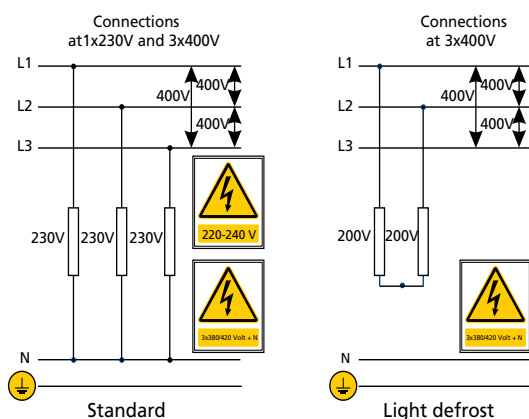 Connections
at1x230V and 3x400V
L1
400V
400V
L2
400V
L3
230V
230V
230V
220-240 V
3x380/420 Volt + N
N
Standard
Connections
at 3x400V
L1
400V
400V
L2
400V
L3
200V
200V
3x380/420 Volt + N
N
Light defrost